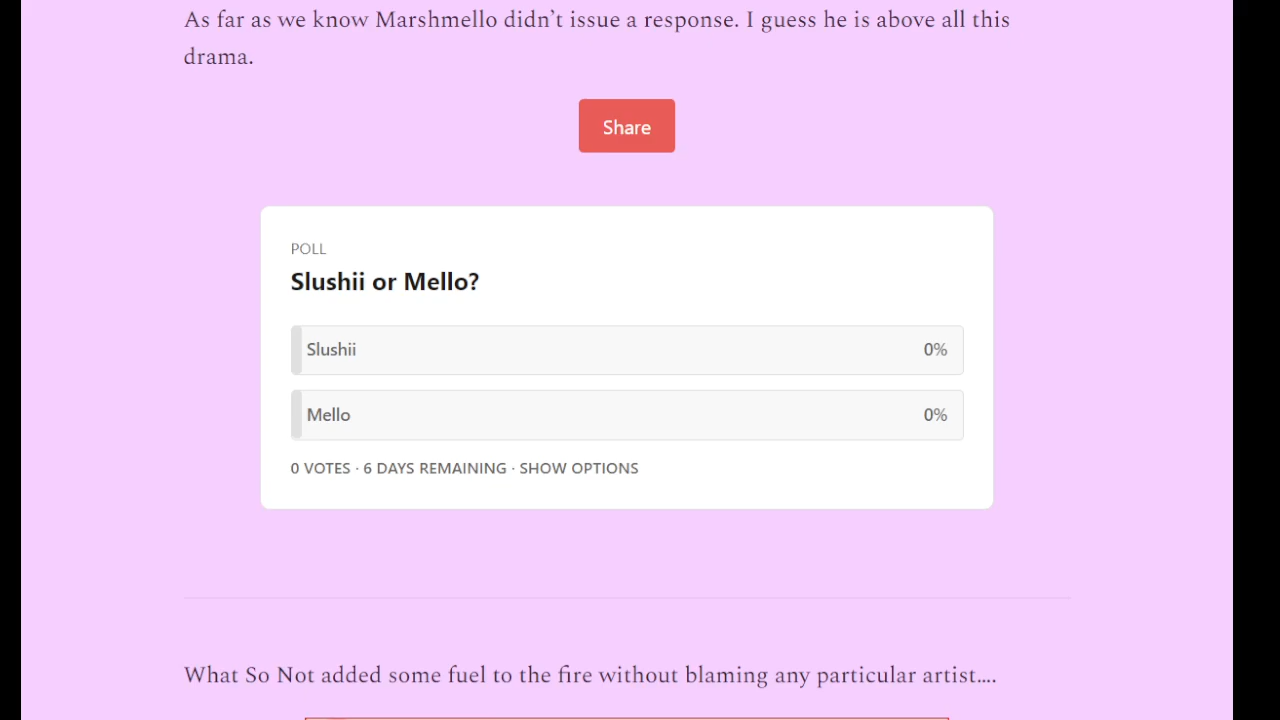 As far as we know Marshmello didn’t issue a response. I guess he is above all this
drama.
Share
POLL
Slushii or Mello?
Slushii 0%
Mello 0%
0 VOTES · 6 DAYS REMAINING · SHOW OPTIONS
What So Not added some fuel to the fire without blaming any particular artist....